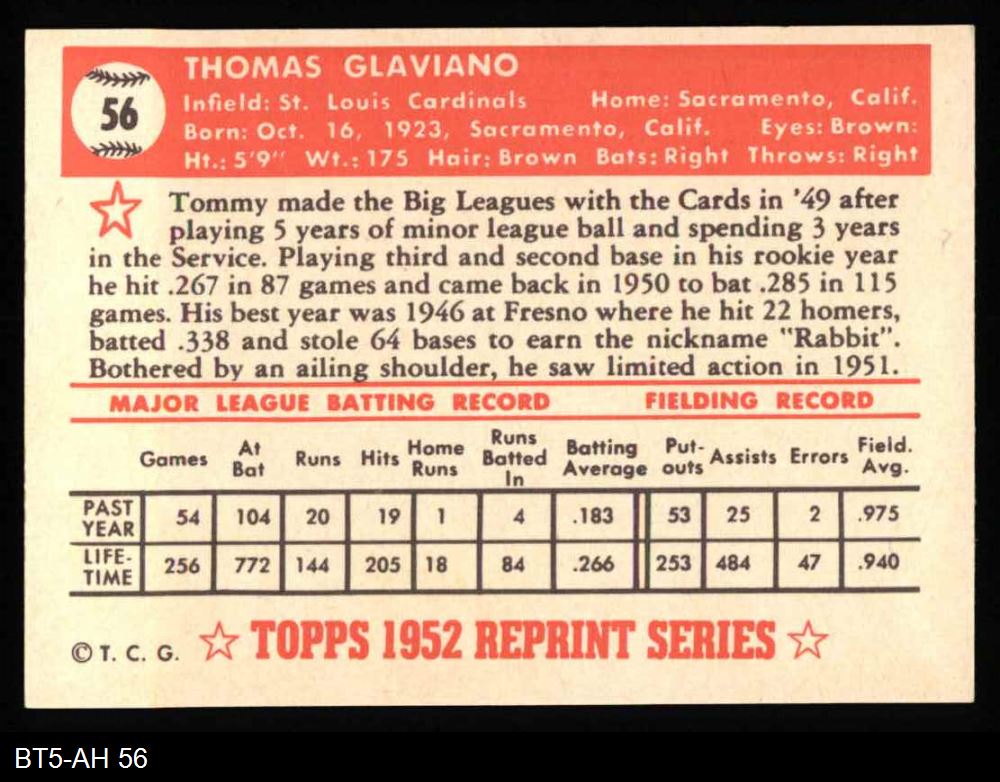 THOMAS GLAVIANO
56
Infield: St. Louis Cardinals Home: Sacramento, Calif.
Born: Oct. 16, 1923, Sacramento, Calif. Eyes: Brown:
Ht.: 5'9" Wt.: 175 Hair: Brown Bats: Right Throws: Right
Tommy made the Big Leagues with the Cards in '49 after
playing 5 years of minor league ball and spending 3 years
in the Service. Playing third and second base in his rookie year
he hit .267 in 87 games and came back in 1950 to bat .285 in 115
games. His best year was 1946 at Fresno where he hit 22 homers,
batted .338 and stole 64 bases to earn the nickname "Rabbit".
Bothered by an ailing shoulder, he saw limited action in 1951.
MAJOR LEAGUE BATTING RECORD FIELDING RECORD
Games At Bat Runs Hits Home Runs Runs Batted In Batting Average Put-outs Assists Errors Field. Avg.
PAST YEAR 54 104 20 19 1 4 .183 53 25 2 .975
LIFE-TIME 256 772 144 205 18 84 .266 253 484 47 .940
© T. C. G. TOPPS 1952 REPRINT SERIES
BT5-AH 56